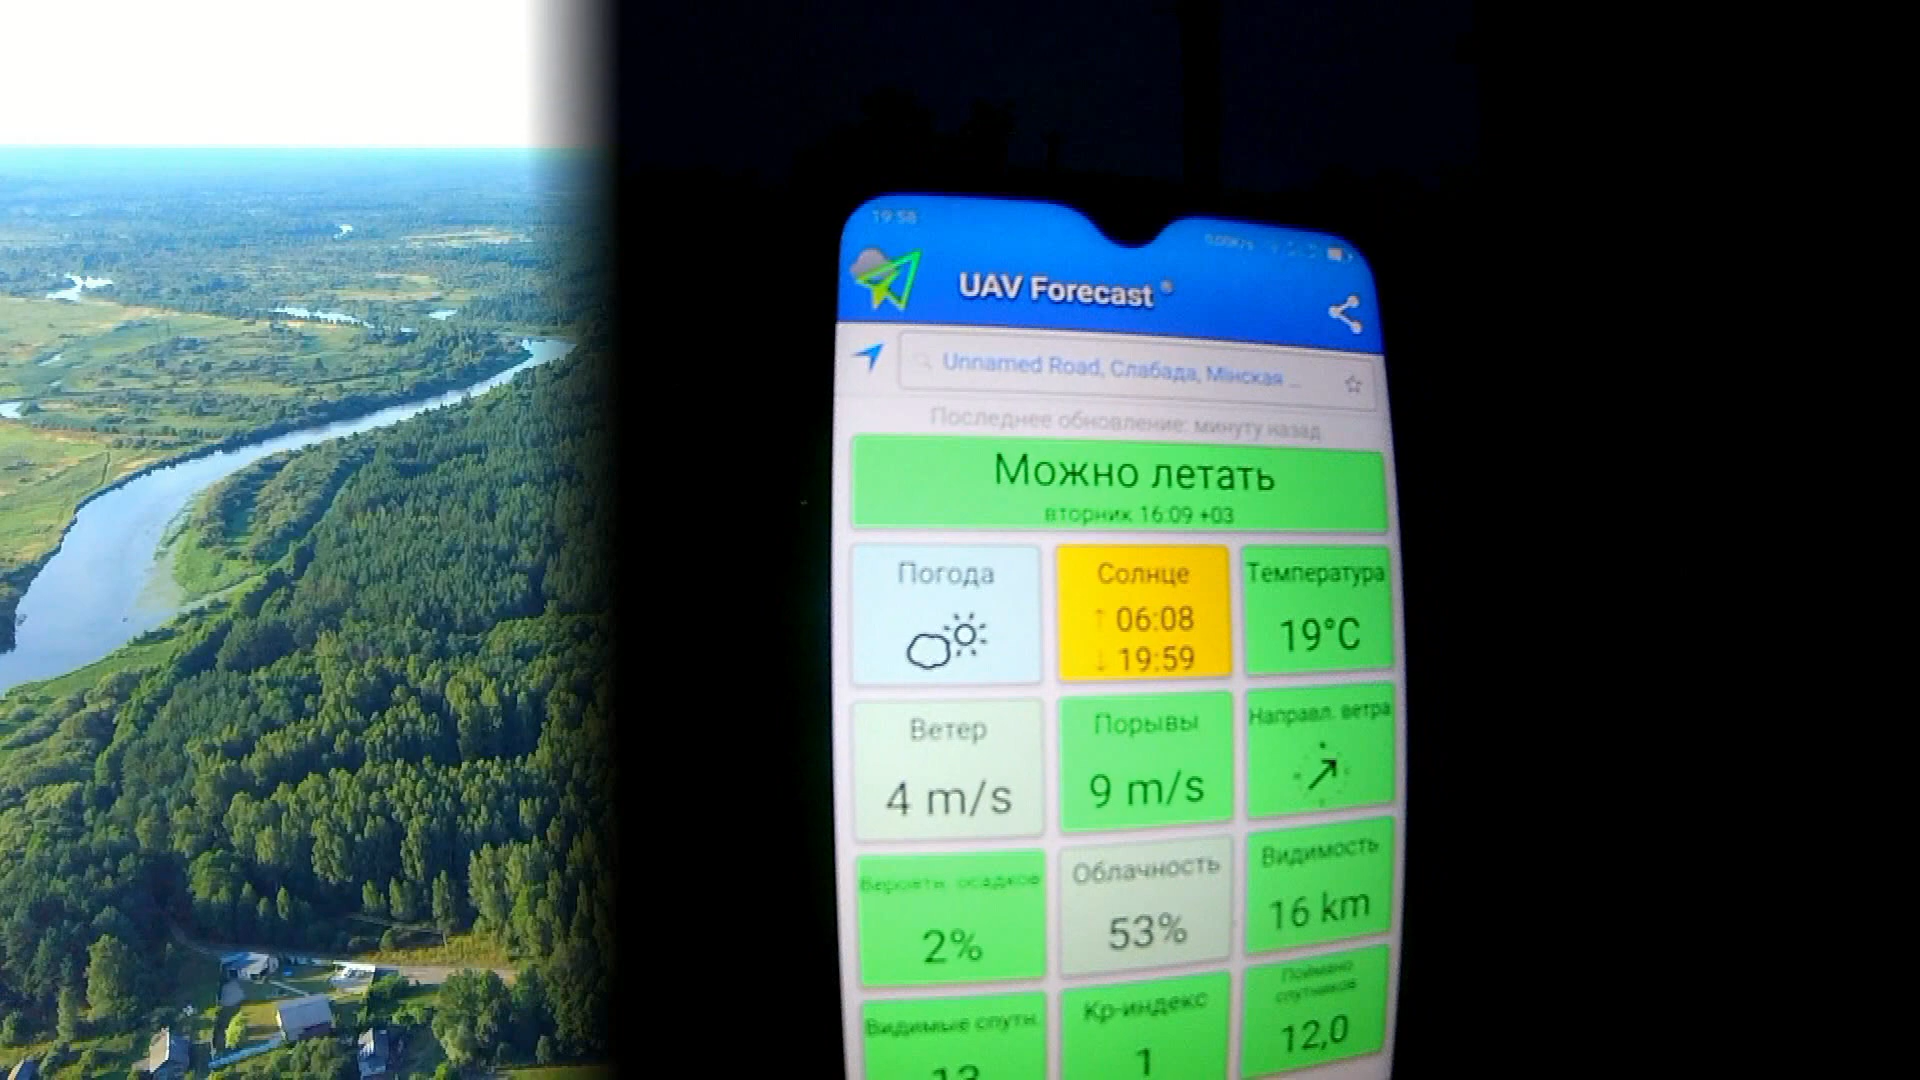 19:58
UAV Forecast
Unnamed Road, Слабада, Мінская ...
Последнее обновление: минуту назад
Можно летать
вторник 16:09 +03
Погода
Солнце
Температура
↑ 06:08
↓ 19:59
19°C
Ветер
Порывы
Направл. ветра
4 m/s
9 m/s
Вероятн. осадков
Облачность
Видимость
2%
53%
16 km
Видимые спутн.
Кр-индекс
Поймано
спутников
13
1
12,0